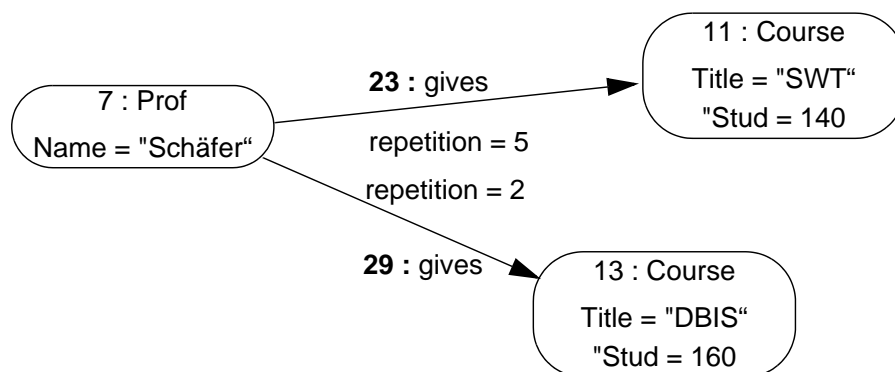 7 : Prof
Name = "Schäfer“
23 : gives
repetition = 5
repetition = 2
29 : gives
11 : Course
Title = "SWT“
"Stud = 140
13 : Course
Title = "DBIS“
"Stud = 160